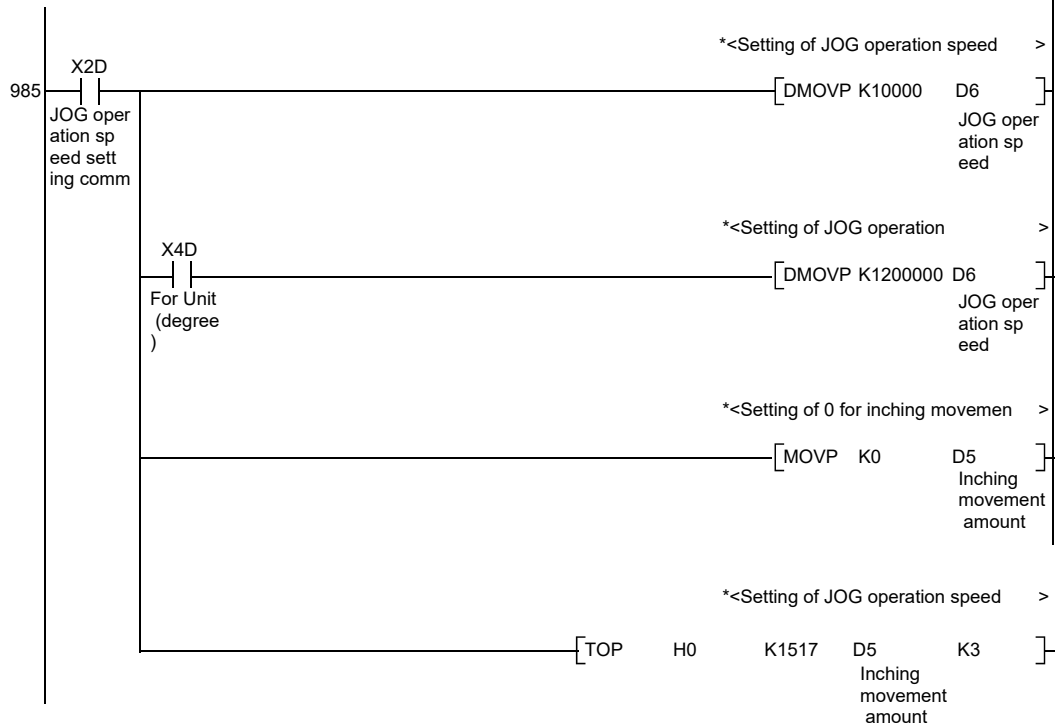 *<Setting of JOG operation speed >
X2D
985
DMOVP K10000 D6
JOG oper
ation sp
eed sett
ing comm
JOG oper
ation sp
eed
*<Setting of JOG operation >
X4D
DMOVP K1200000 D6
For Unit
(degree
)
JOG oper
ation sp
eed
*<Setting of 0 for inching movemen >
MOVP K0 D5
Inching
movement
amount
*<Setting of JOG operation speed >
TOP H0 K1517 D5 K3
Inching
movement
amount